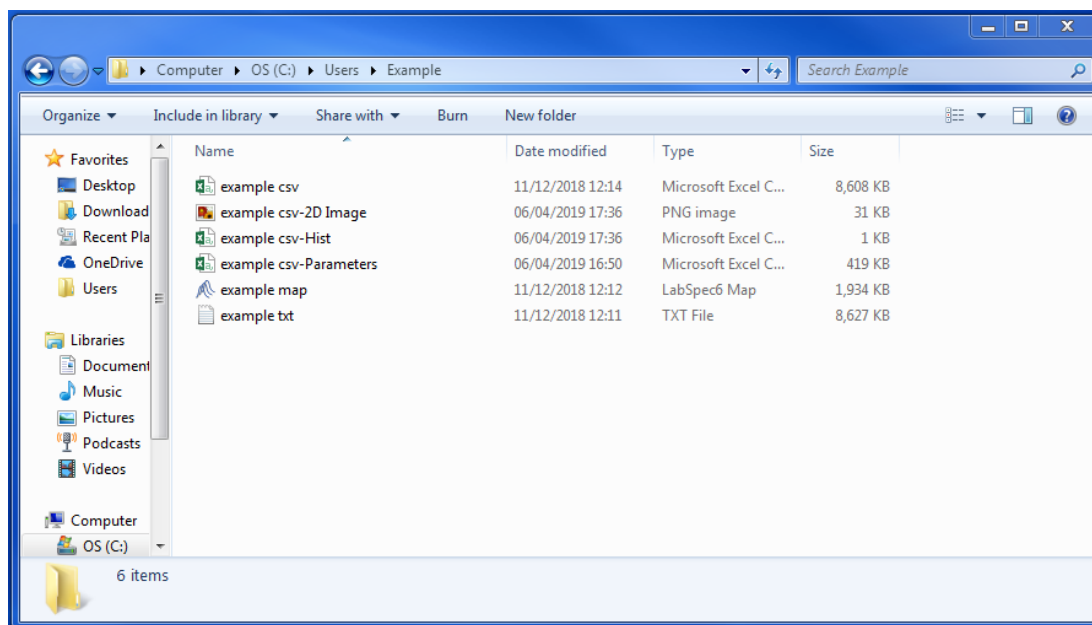 Computer OS (C:) Users Example
Search Example
Organize Include in library Share with Burn New folder
Favorites
Desktop
Download
Recent Pla
OneDrive
Users
Libraries
Document
Music
Pictures
Podcasts
Videos
Computer
OS (C:)
Name Date modified Type Size
example csv 11/12/2018 12:14 Microsoft Excel C... 8,608 KB
example csv-2D Image 06/04/2019 17:36 PNG image 31 KB
example csv-Hist 06/04/2019 17:36 Microsoft Excel C... 1 KB
example csv-Parameters 06/04/2019 16:50 Microsoft Excel C... 419 KB
example map 11/12/2018 12:12 LabSpec6 Map 1,934 KB
example txt 11/12/2018 12:11 TXT File 8,627 KB
6 items